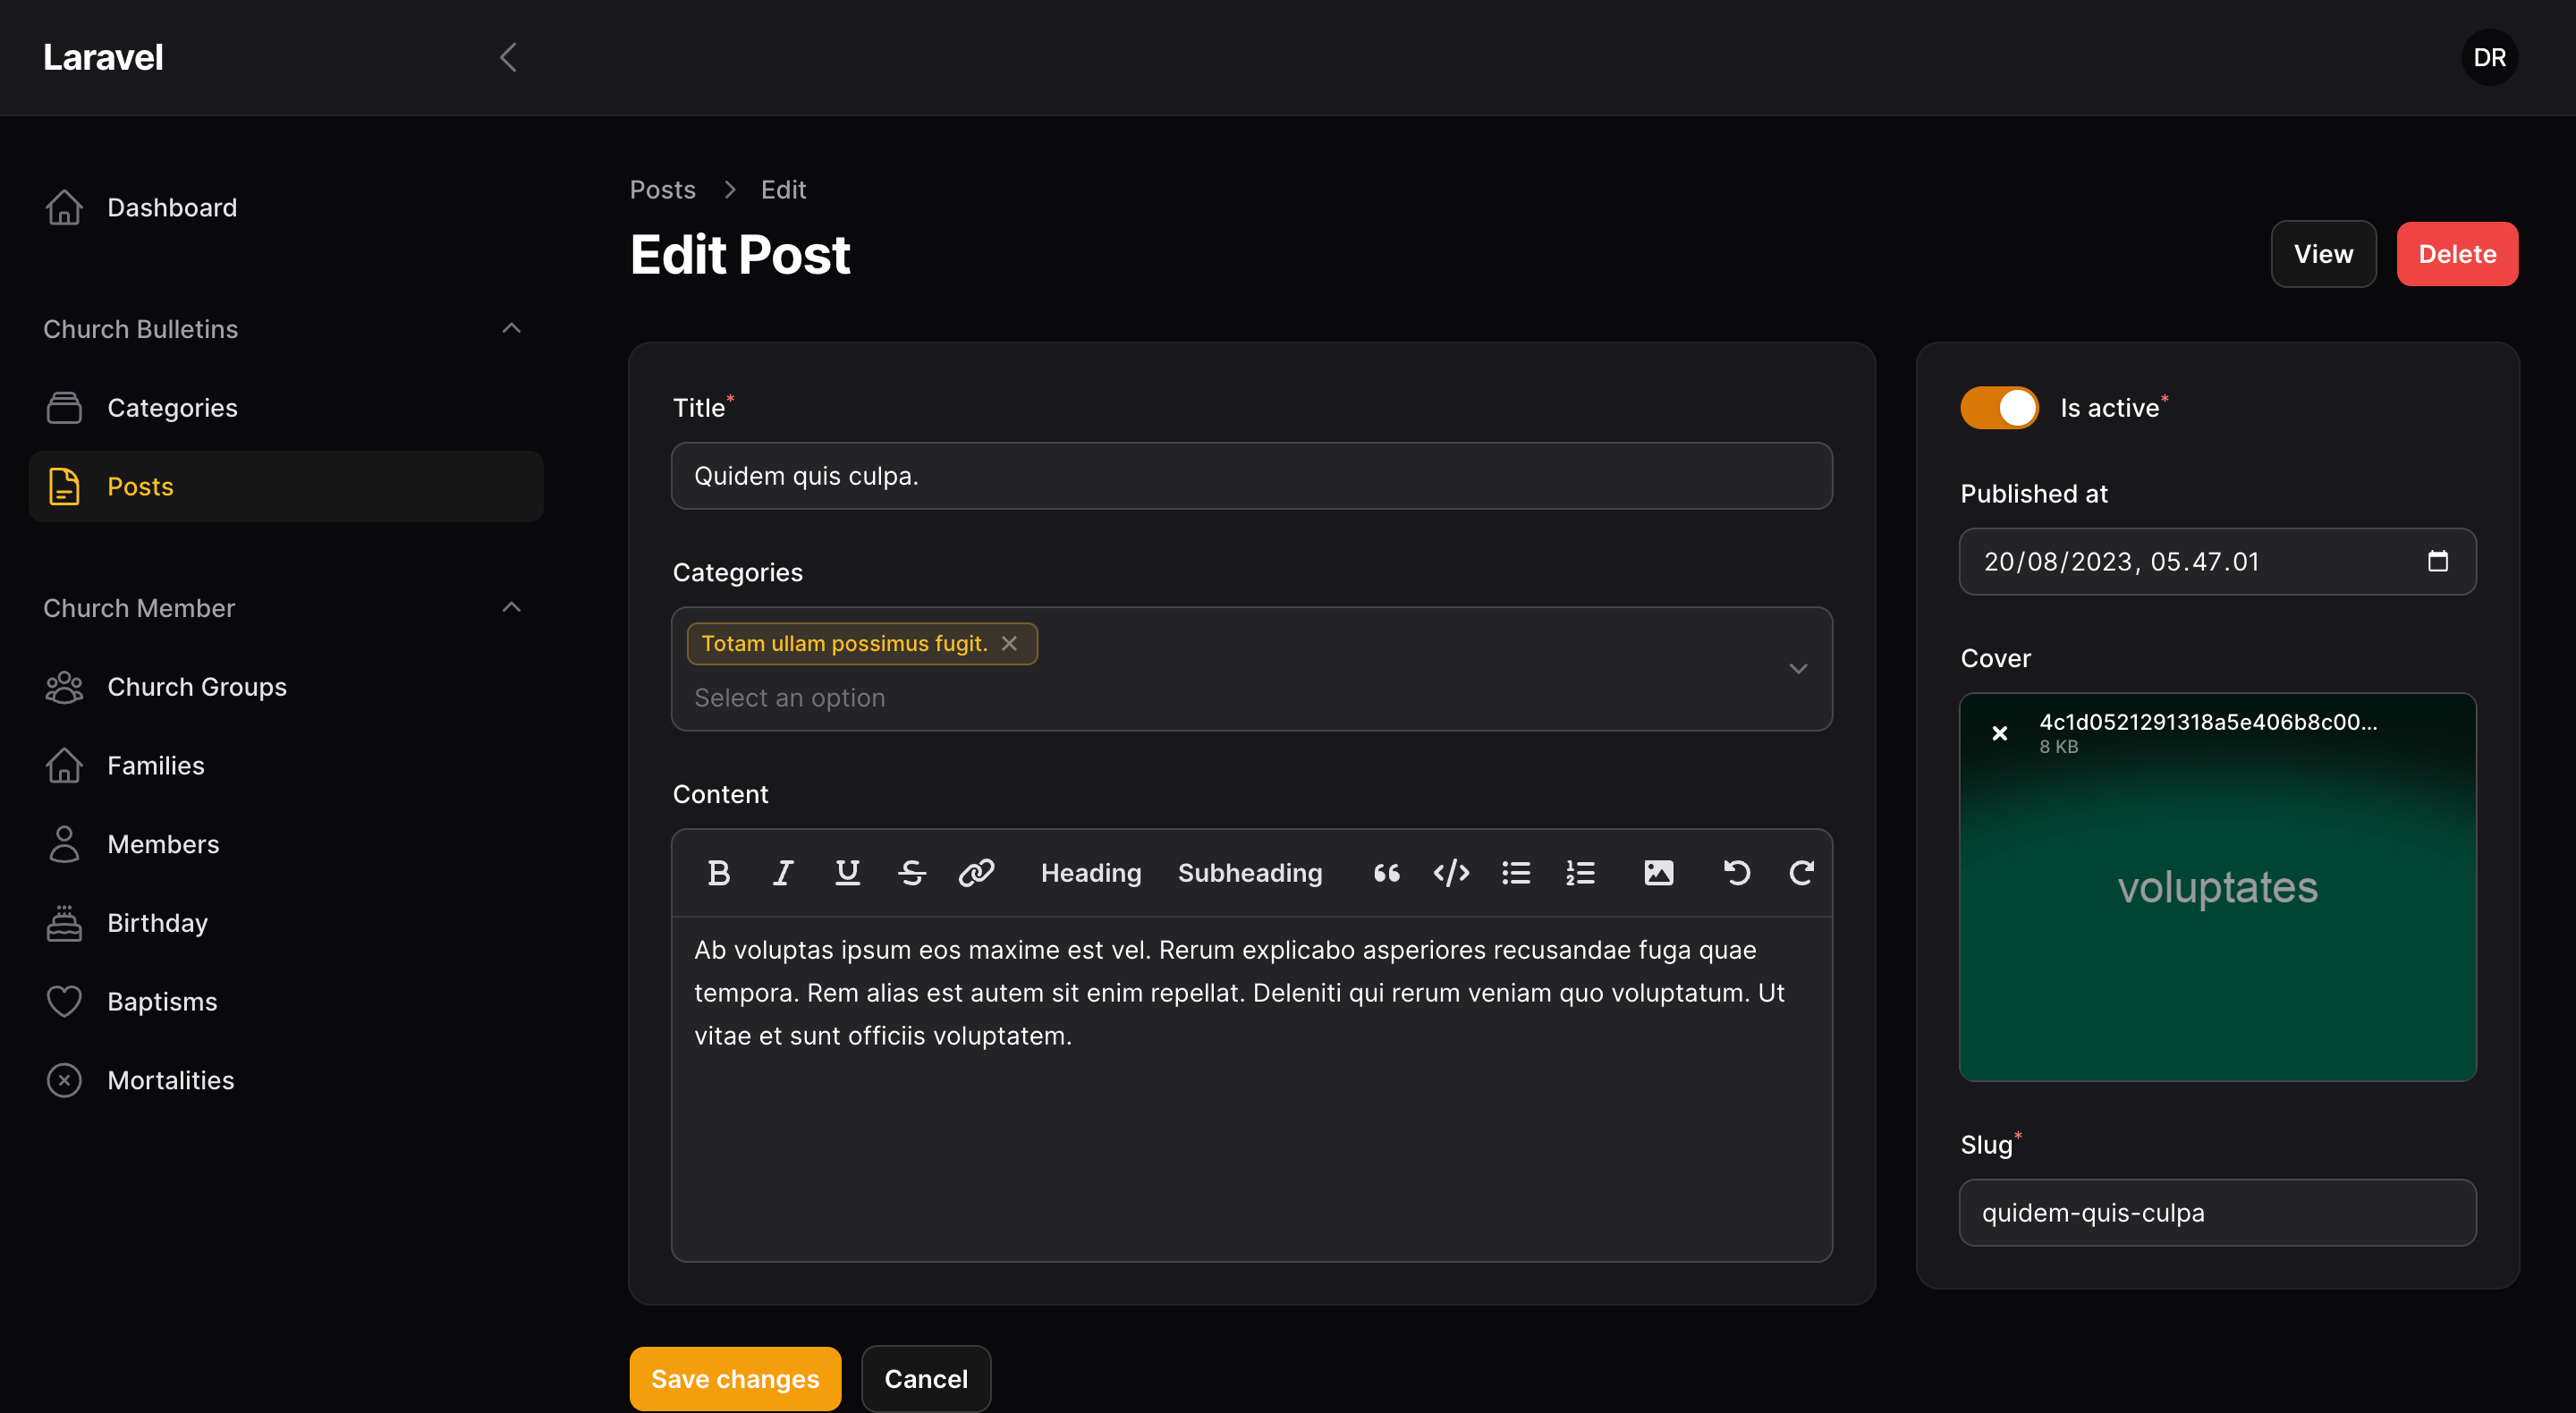 Laravel
DR
Dashboard
Church Bulletins
Categories
Posts
Church Member
Church Groups
Families
Members
Birthday
Baptisms
Mortalities
Posts > Edit
Edit Post
View
Delete
Title*
Quidem quis culpa.
Categories
Totam ullam possimus fugit.
Select an option
Content
B I U S Heading Subheading
Ab voluptas ipsum eos maxime est vel. Rerum explicabo asperiores recusandae fuga quae
tempora. Rem alias est autem sit enim repellat. Deleniti qui rerum veniam quo voluptatum. Ut
vitae et sunt officiis voluptatem.
Is active*
Published at
20/08/2023, 05.47.01
Cover
4c1d0521291318a5e406b8c00...
8 KB
voluptates
Slug*
quidem-quis-culpa
Save changes
Cancel